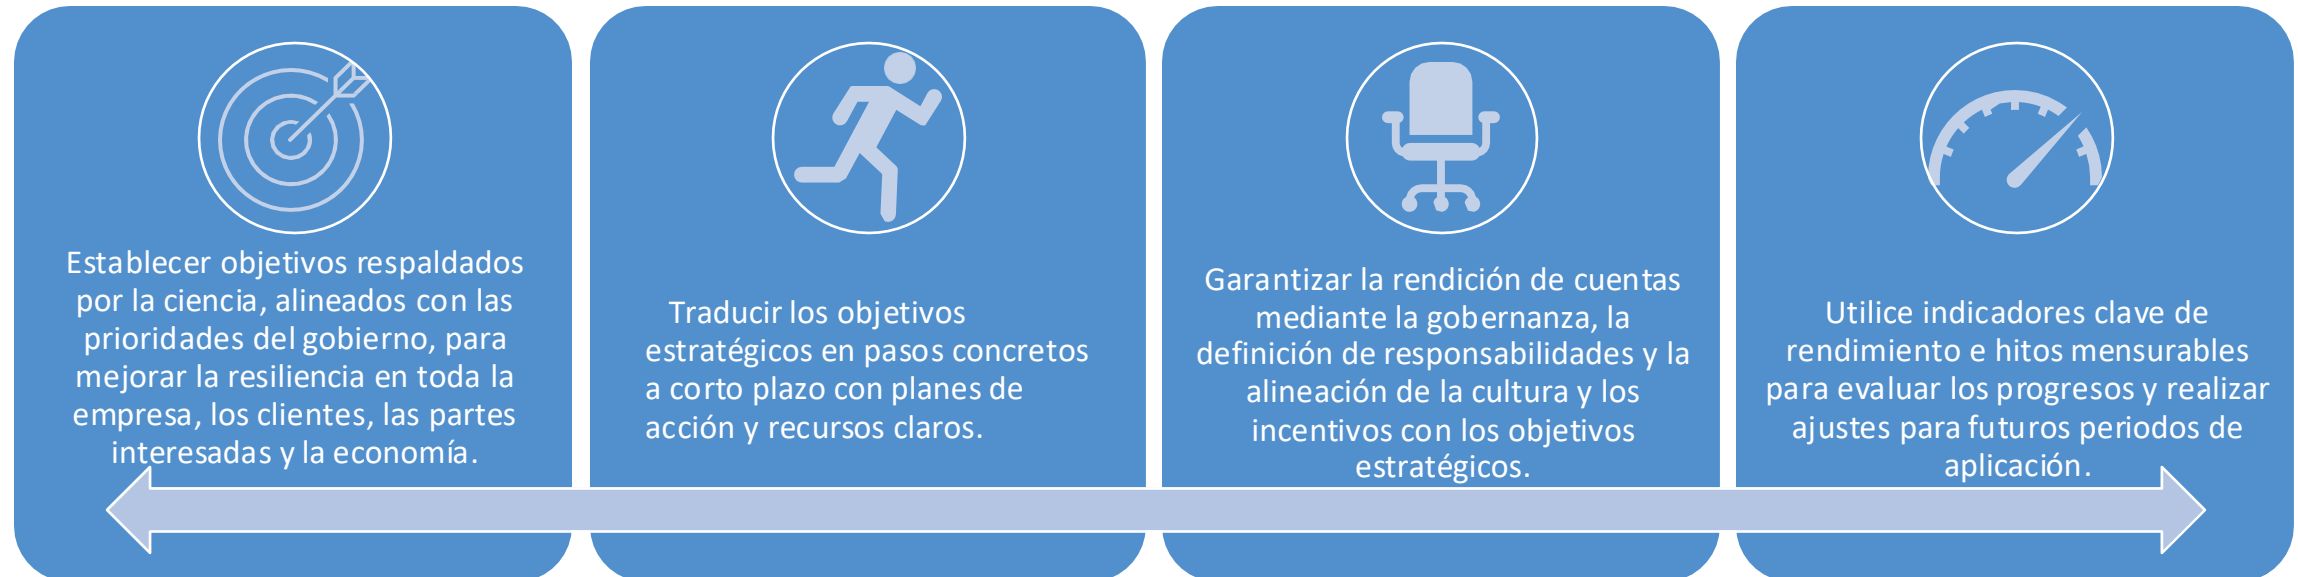 Establecer objetivos respaldados
por la ciencia, alineados con las
prioridades del gobierno, para
mejorar la resiliencia en toda la
empresa, los clientes, las partes
interesadas y la economía.
Traducir los objetivos
estratégicos en pasos concretos
a corto plazo con planes de
acción y recursos claros.
Garantizar la rendición de cuentas
mediante la gobernanza, la
definición de responsabilidades y la
alineación de la cultura y los
incentivos con los objetivos
estratégicos.
Utilice indicadores clave de
rendimiento e hitos mensurables
para evaluar los progresos y realizar
ajustes para futuros periodos de
aplicación.